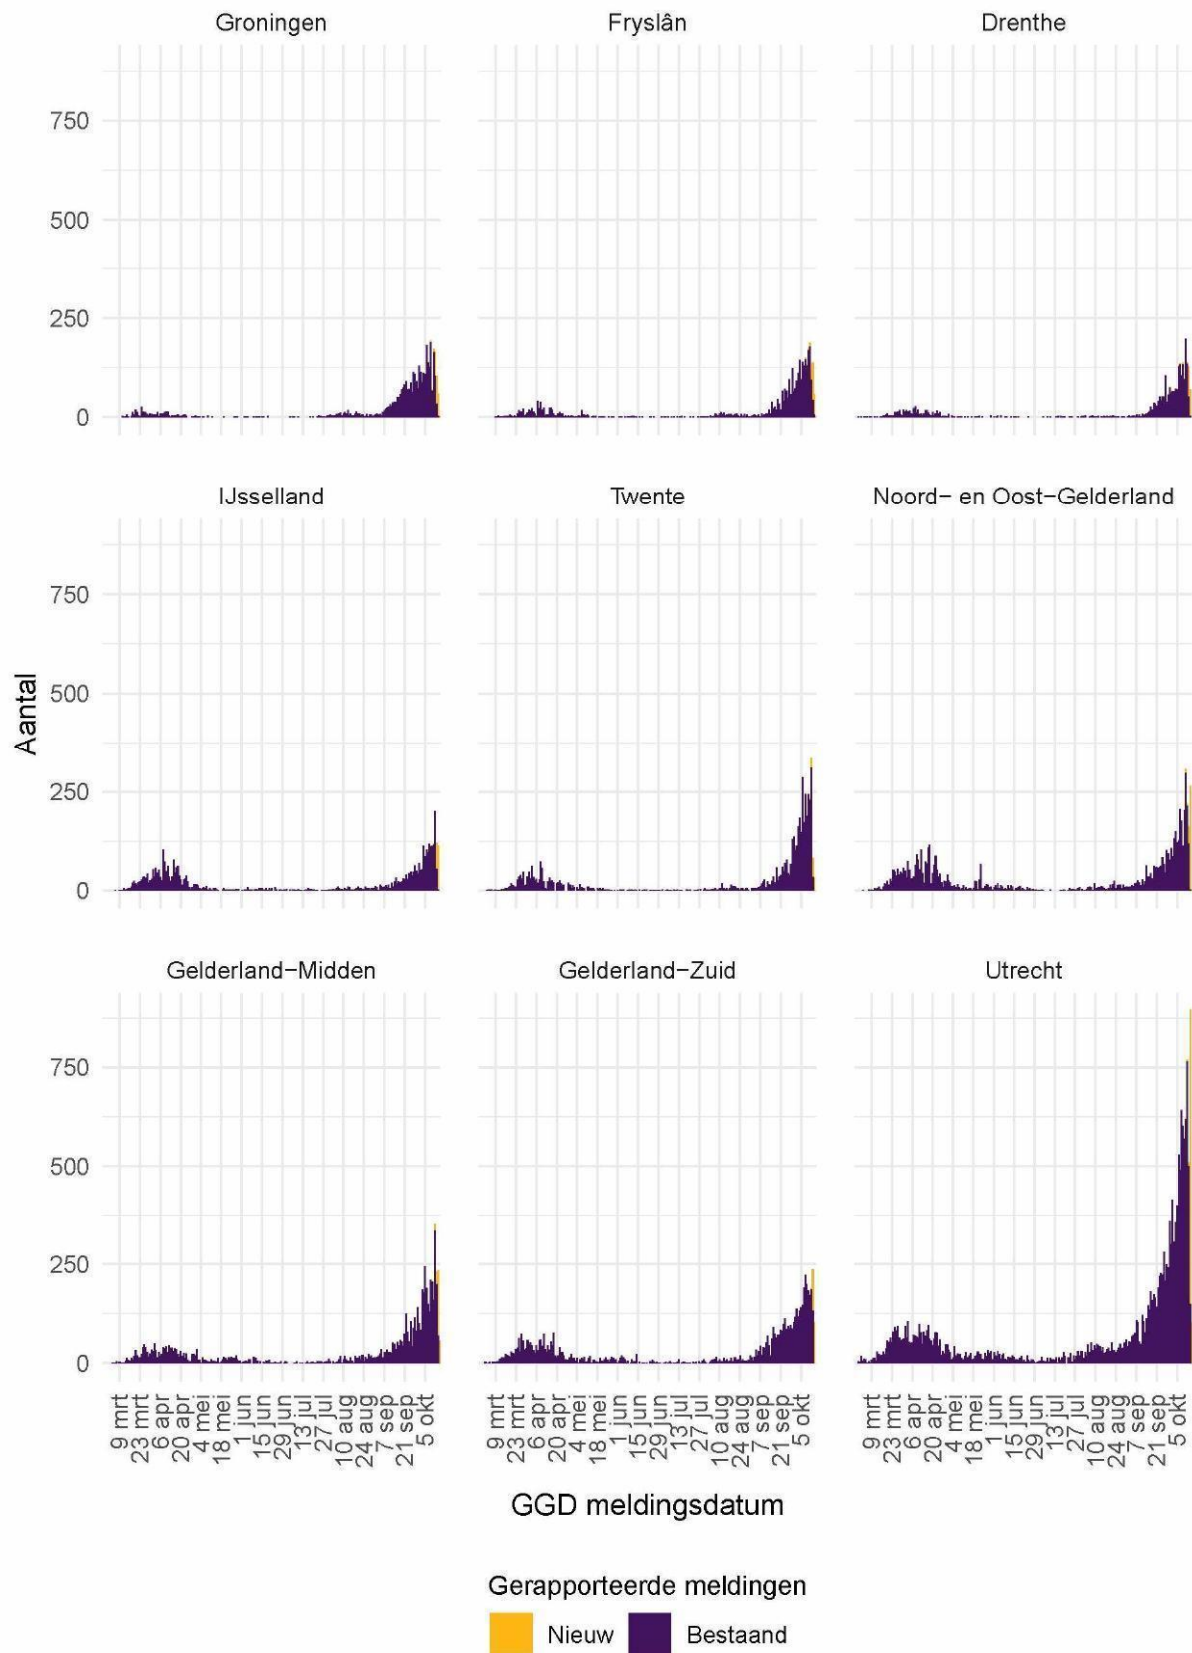 Groningen Fryslân Drenthe
750
500
250
0
IJsselland Twente Noord- en Oost-Gelderland
750
500
250
0
Aantal
Gelderland-Midden Gelderland-Zuid Utrecht
750
500
250
0
9 mrt 23 mrt 6 apr 20 apr 4 mei 18 mei 1 jun 15 jun 29 jun 13 jul 27 jul 10 aug 24 aug 7 sep 21 sep 5 okt 9 mrt 23 mrt 6 apr 20 apr 4 mei 18 mei 1 jun 15 jun 29 jun 13 jul 27 jul 10 aug 24 aug 7 sep 21 sep 5 okt 9 mrt 23 mrt 6 apr 20 apr 4 mei 18 mei 1 jun 15 jun 29 jun 13 jul 27 jul 10 aug 24 aug 7 sep 21 sep 5 okt
GGD meldingsdatum
Gerapporteerde meldingen
Nieuw Bestaand